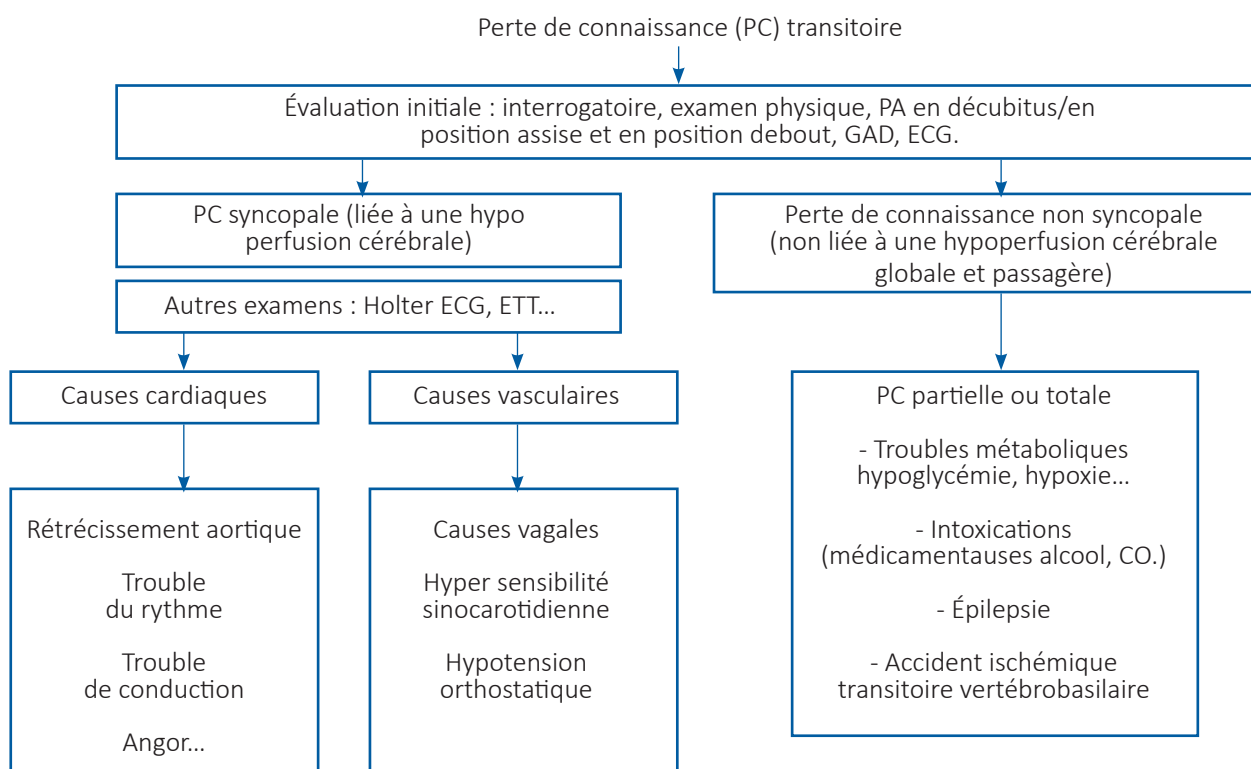 Perte de connaissance (PC) transitoire
Évaluation initiale : interrogatoire, examen physique, PA en décubitus/en
position assise et en position debout, GAD, ECG.
PC syncopale (liée à une hypo
perfusion cérébrale)
Perte de connaissance non syncopale
(non liée à une hypoperfusion cérébrale
globale et passagère)
Autres examens : Holter ECG, ETT...
Causes cardiaques
Causes vasculaires
Rétrécissement aortique
Trouble
du rythme
Trouble
de conduction
Angor...
Causes vagales
Hyper sensibilité
sinocarotidienne
Hypotension
orthostatique
PC partielle ou totale
- Troubles métaboliques
hypoglycémie, hypoxie...
- Intoxications
(médicamentauses alcool, CO.)
- Épilepsie
- Accident ischémique
transitoire vertébrobasilaire